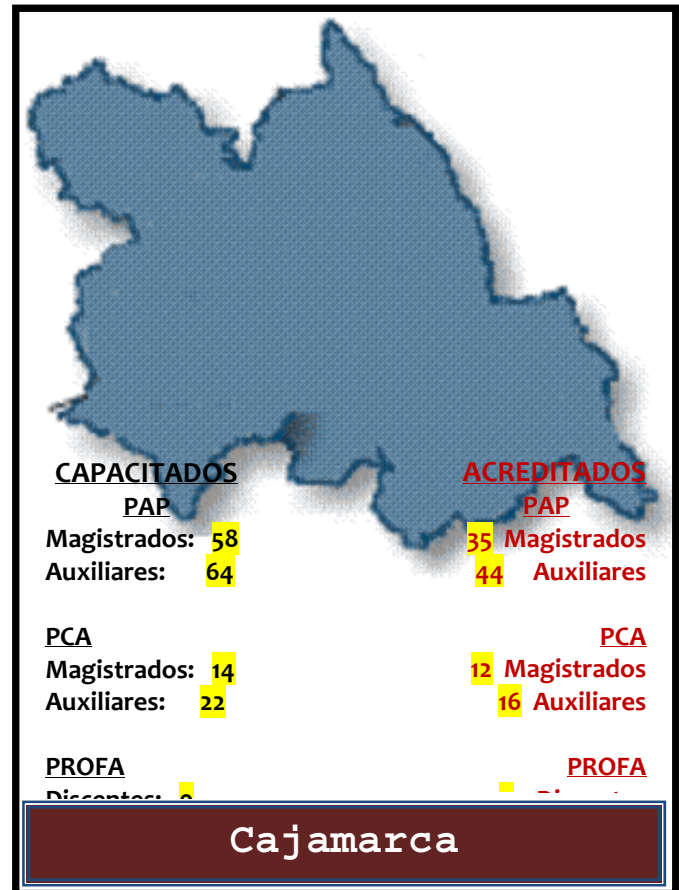 CAPACITADOS
PAP
Magistrados: 58
Auxiliares: 64
PCA
Magistrados: 14
Auxiliares: 22
PROFA
ACREDITADOS
PAP
35 Magistrados
44 Auxiliares
PCA
12 Magistrados
16 Auxiliares
PROFA
Cajamarca